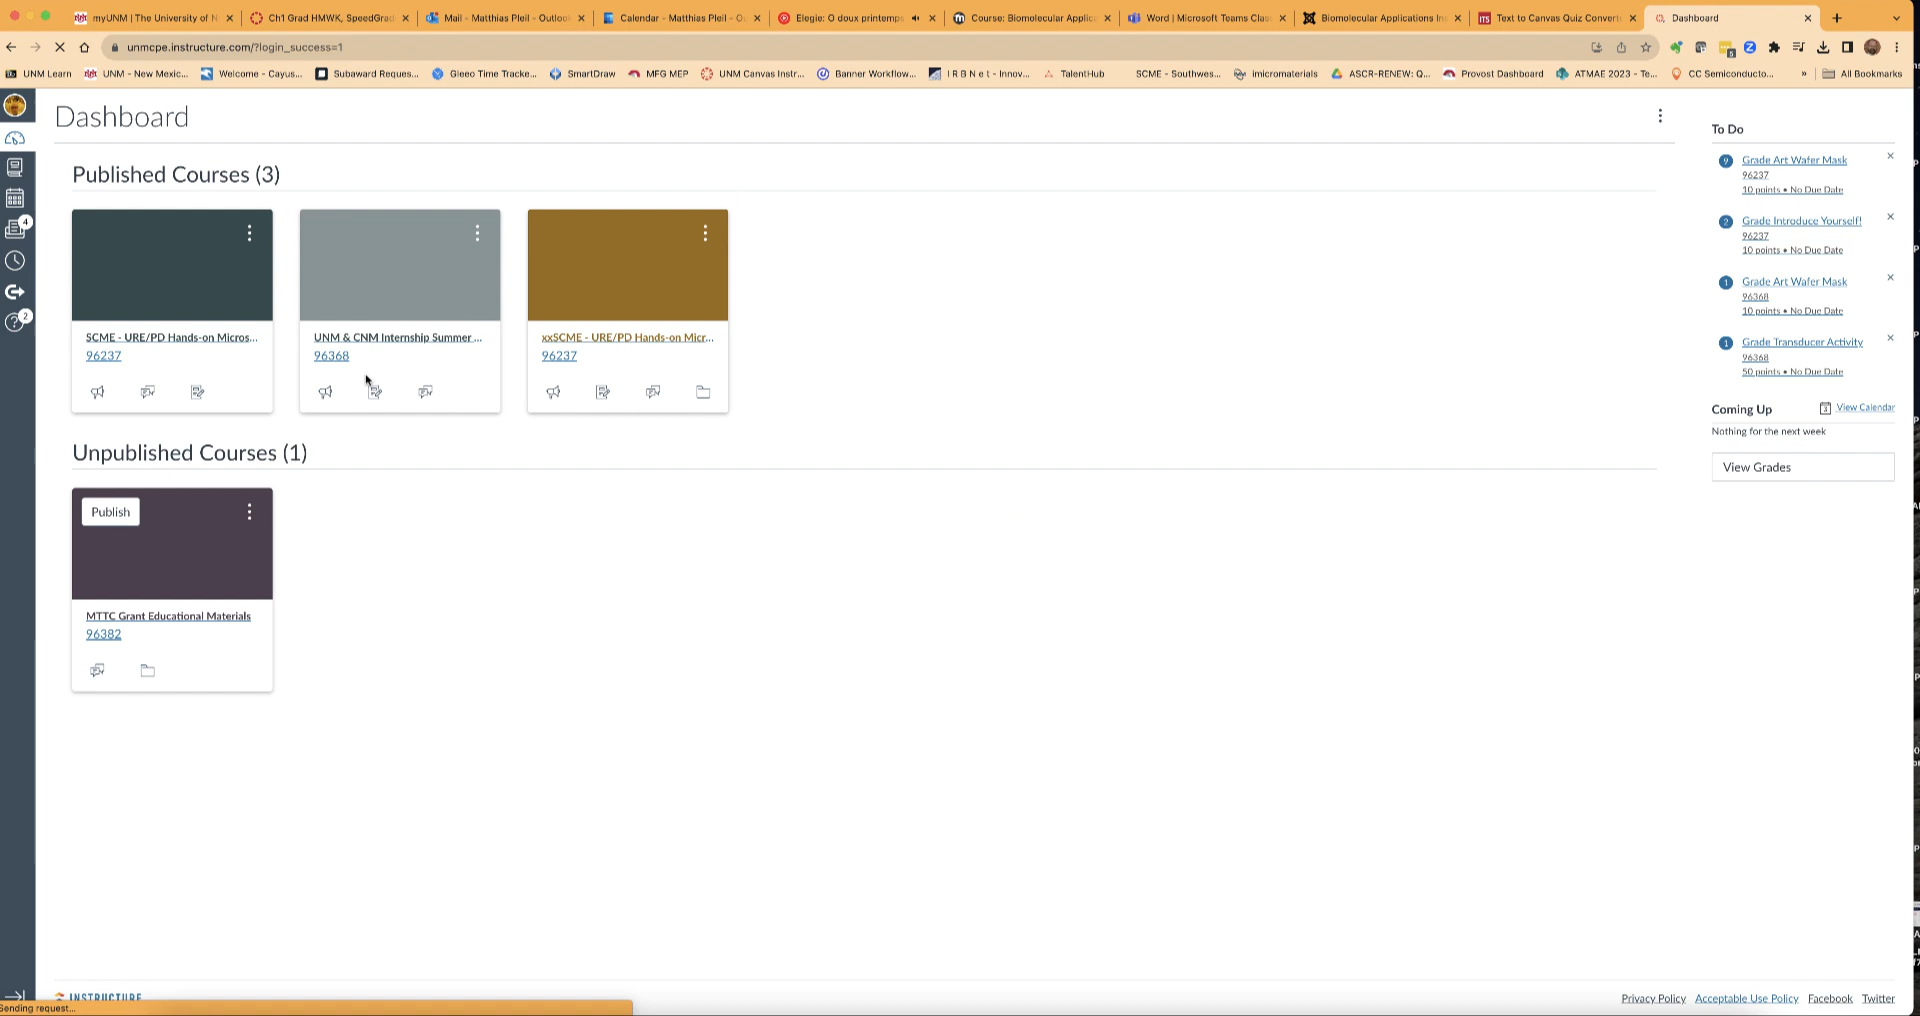 myUNM | The University of N
Ch1 Grad HMWK, SpeedGrad
Mail - Matthias Pleil - Outloo
Calendar - Matthias Pleil - O
Elegie: O doux printemps
Course: Biomolecular Applic
Word | Microsoft Teams Clas
Biomolecular Applications In
Text to Canvas Quiz Convert
Dashboard
unmcpe.instructure.com/?login_success=1
UNM Learn
UNM - New Mexic...
Welcome - Cayus...
Subaward Reques...
Gleeo Time Tracke...
SmartDraw
MFG MEP
UNM Canvas Instr...
Banner Workflow...
I R B N e t - Innov...
TalentHub
SCME - Southwes...
imicromaterials
ASCR-RENEW: Q...
Provost Dashboard
ATMAE 2023 - Te...
CC Semiconducto...
»
All Bookmarks
Dashboard
Published Courses (3)
SCME - URE/PD Hands-on Micros...
96237
UNM & CNM Internship Summer ...
96368
xxSCME - URE/PD Hands-on Micr...
96237
Unpublished Courses (1)
Publish
MTTC Grant Educational Materials
96382
4
2
To Do
9
Grade Art Wafer Mask
96237
10 points • No Due Date
2
Grade Introduce Yourself!
96237
10 points • No Due Date
1
Grade Art Wafer Mask
96368
10 points • No Due Date
1
Grade Transducer Activity
96368
50 points • No Due Date
Coming Up
View Calendar
Nothing for the next week
View Grades
INSTRUCTURE
Privacy Policy
Acceptable Use Policy
Facebook
Twitter
Sending request...